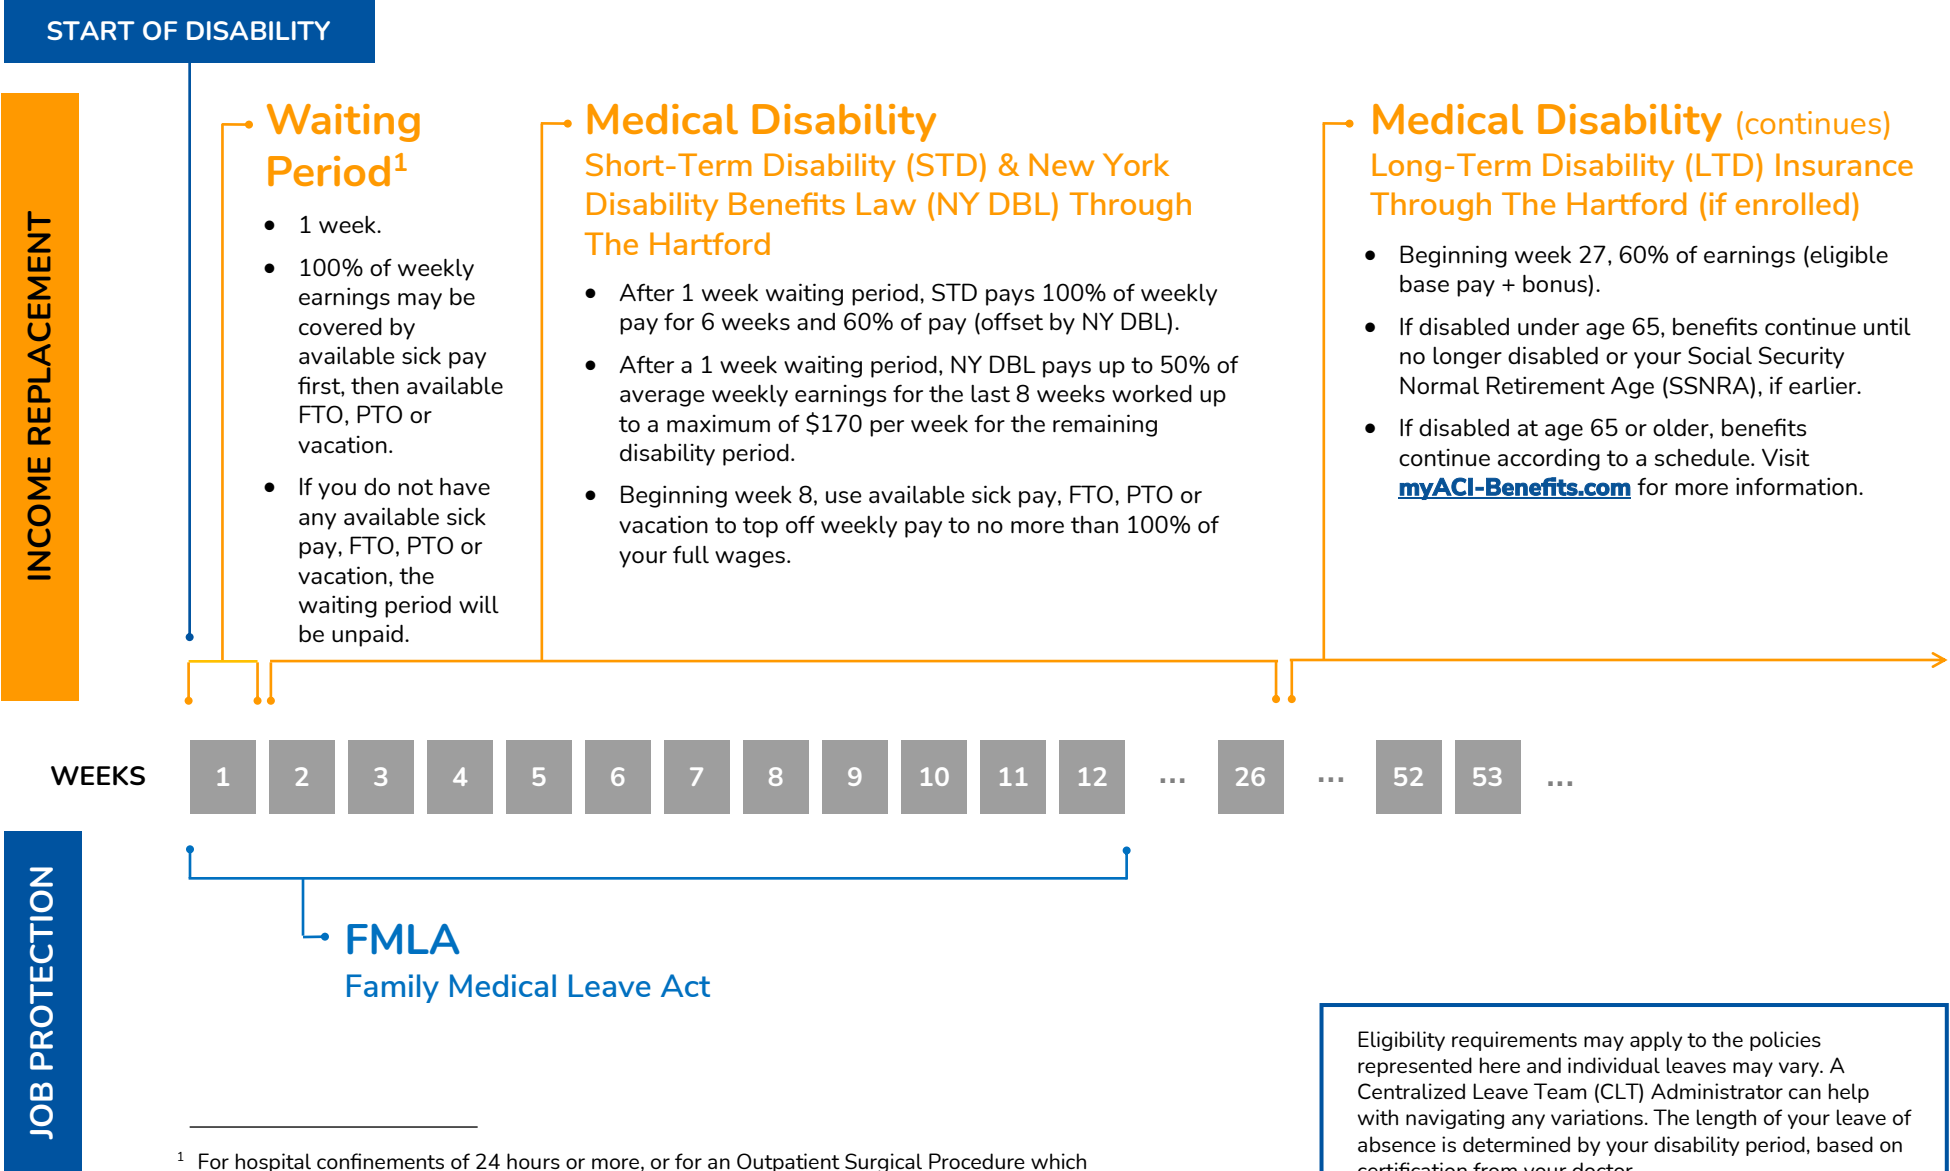 START OF DISABILITY
INCOME REPLACEMENT
Waiting
Period¹
• 1 week.
• 100% of weekly
earnings may be
covered by
available sick pay
first, then available
FTO, PTO or
vacation.
• If you do not have
any available sick
pay, FTO, PTO or
vacation, the
waiting period will
be unpaid.
Medical Disability
Short-Term Disability (STD) & New York
Disability Benefits Law (NY DBL) Through
The Hartford
• After 1 week waiting period, STD pays 100% of weekly
pay for 6 weeks and 60% of pay (offset by NY DBL).
• After a 1 week waiting period, NY DBL pays up to 50% of
average weekly earnings for the last 8 weeks worked up
to a maximum of $170 per week for the remaining
disability period.
• Beginning week 8, use available sick pay, FTO, PTO or
vacation to top off weekly pay to no more than 100% of
your full wages.
Medical Disability (continues)
Long-Term Disability (LTD) Insurance
Through The Hartford (if enrolled)
• Beginning week 27, 60% of earnings (eligible
base pay + bonus).
• If disabled under age 65, benefits continue until
no longer disabled or your Social Security
Normal Retirement Age (SSNRA), if earlier.
• If disabled at age 65 or older, benefits
continue according to a schedule. Visit
myACI-Benefits.com for more information.
WEEKS 1 2 3 4 5 6 7 8 9 10 11 12 ... 26 ... 52 53 ...
JOB PROTECTION
FMLA
Family Medical Leave Act
¹ For hospital confinements of 24 hours or more, or for an Outpatient Surgical Procedure which
Eligibility requirements may apply to the policies
represented here and individual leaves may vary. A
Centralized Leave Team (CLT) Administrator can help
with navigating any variations. The length of your leave of
absence is determined by your disability period, based on
certification from your doctor.